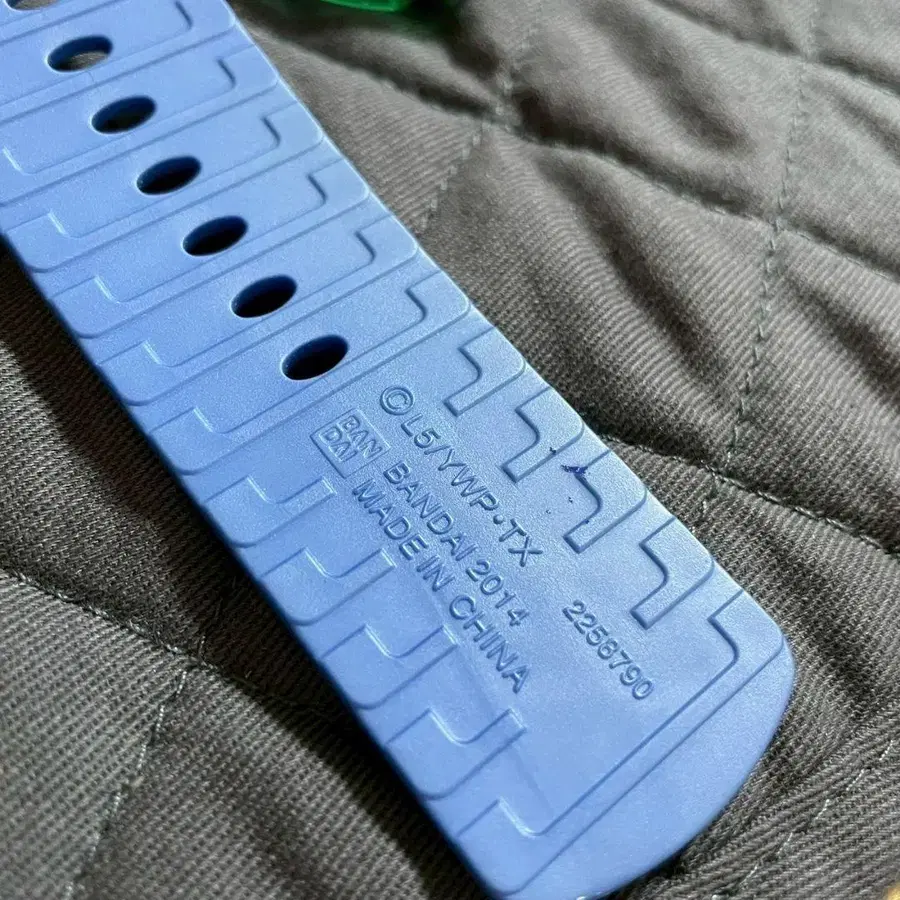 © L5/YWP・TX
BAN
DAI
BANDAI 2014
MADE IN CHINA
2258790